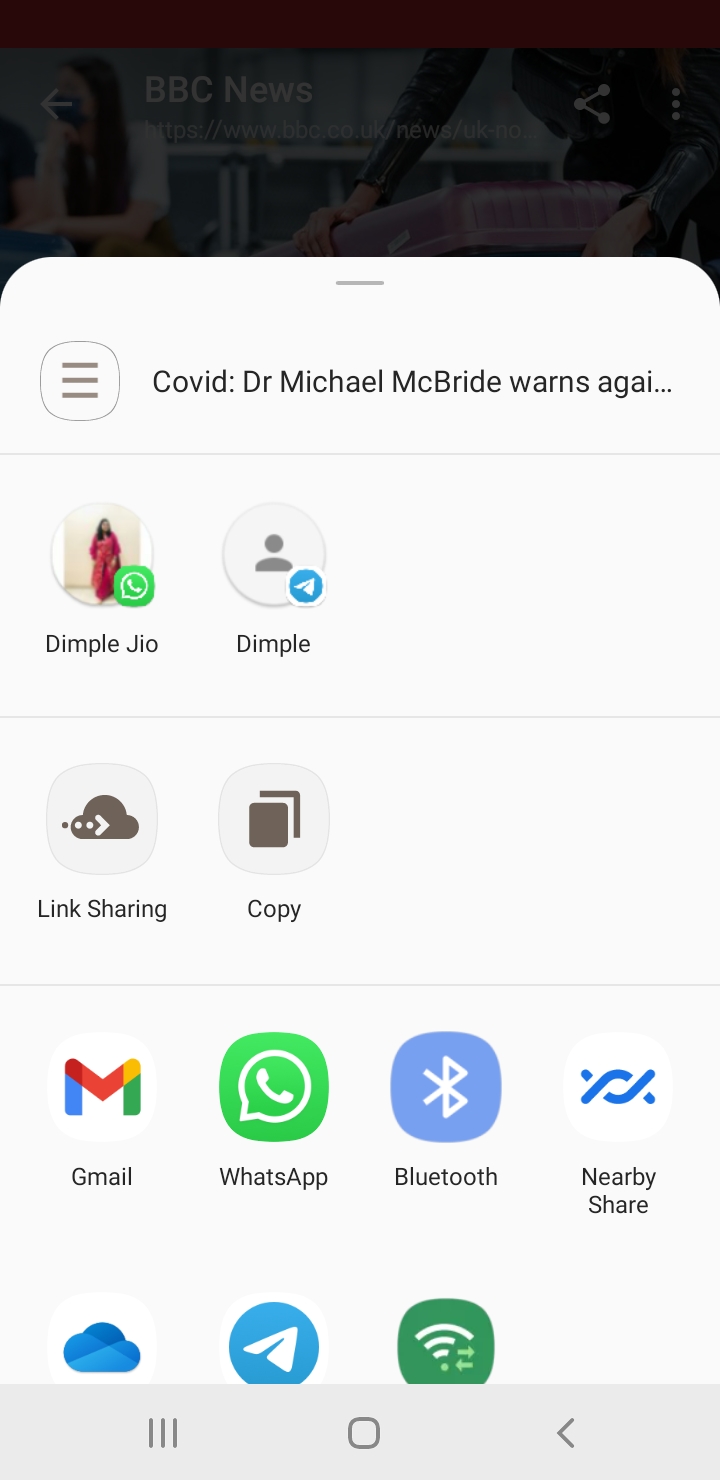 BBC News
https://www.bbc.co.uk/news/uk-no...
Covid: Dr Michael McBride warns agai...
Dimple Jio
Dimple
Link Sharing
Copy
Gmail
WhatsApp
Bluetooth
Nearby
Share